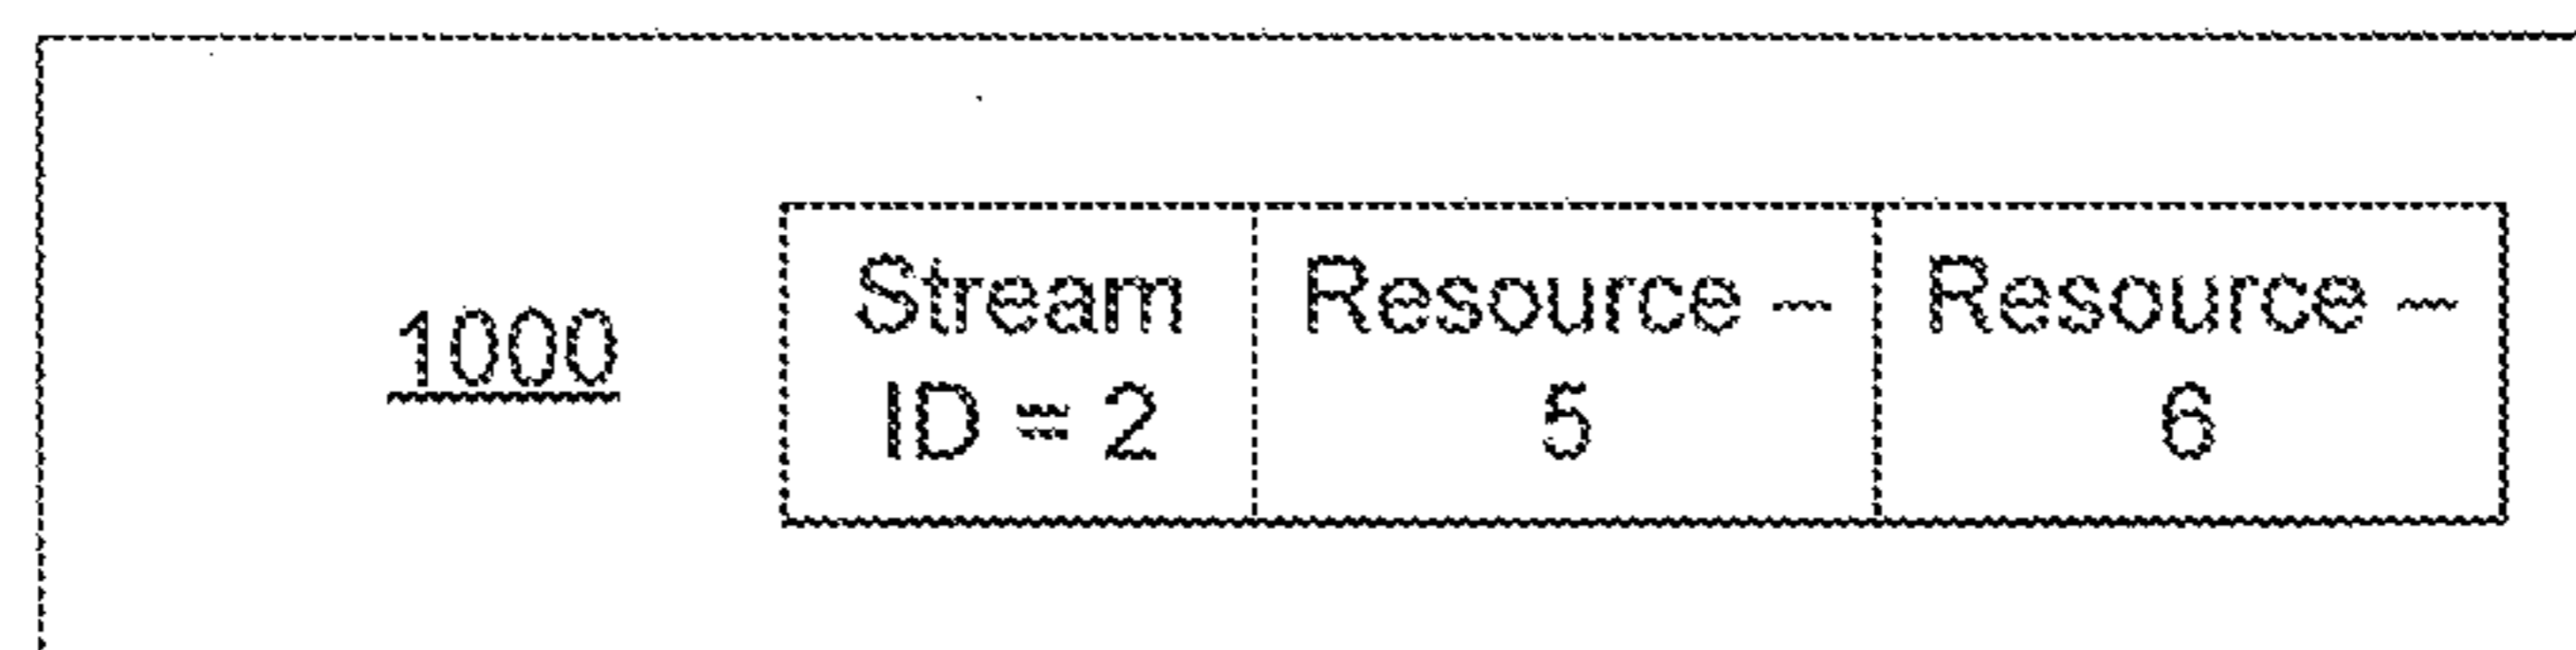 1000
Stream
ID = 2
Resource –
5
Resource –
6